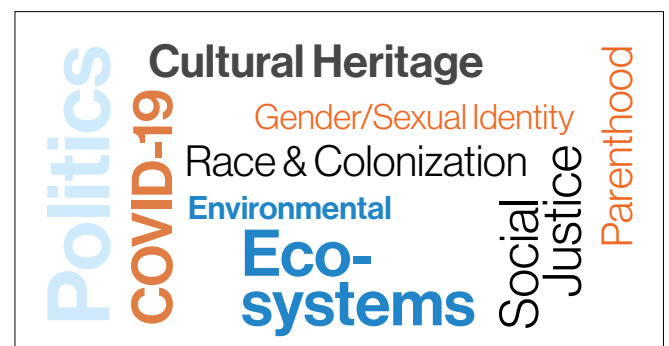 Politics
COVID-19
Cultural Heritage
Gender/Sexual Identity
Race & Colonization
Environmental
Eco-
systems
Social
Justice
Parenthood